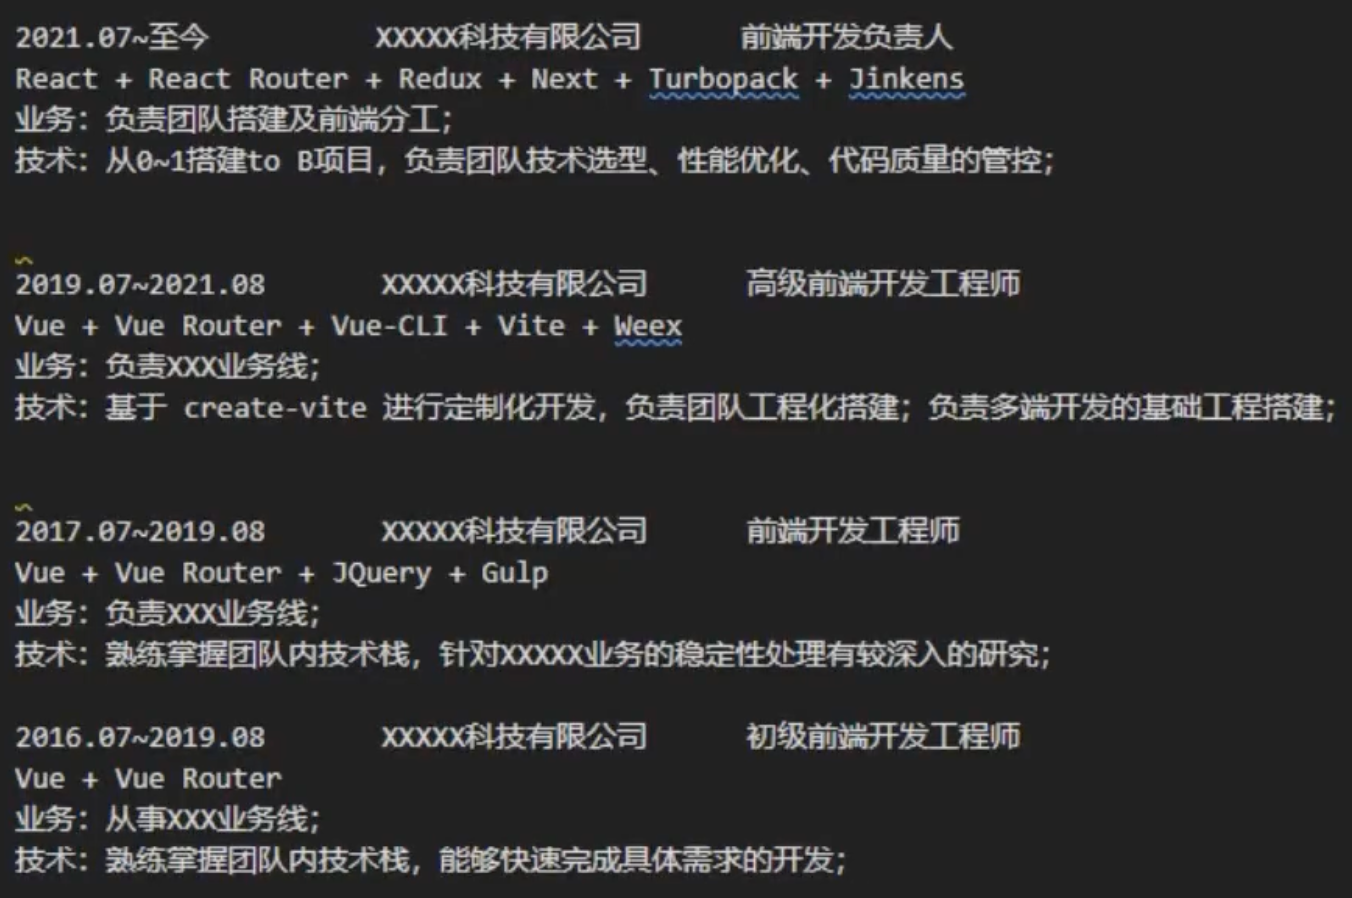 2021.07~至今 XXXXX科技有限公司 前端开发负责人
React + React Router + Redux + Next + Turbopack + Jinkens
业务：负责团队搭建及前端分工；
技术：从0~1搭建to B项目，负责团队技术选型、性能优化、代码质量的管控；
2019.07~2021.08 XXXXX科技有限公司 高级前端开发工程师
Vue + Vue Router + Vue-CLI + Vite + Weex
业务：负责XXX业务线；
技术：基于 create-vite 进行定制化开发，负责团队工程化搭建；负责多端开发的基础工程搭建；
2017.07~2019.08 XXXXX科技有限公司 前端开发工程师
Vue + Vue Router + JQuery + Gulp
业务：负责XXX业务线；
技术：熟练掌握团队内技术栈，针对XXXXX业务的稳定性处理有较深入的研究；
2016.07~2019.08 XXXXX科技有限公司 初级前端开发工程师
Vue + Vue Router
业务：从事XXX业务线；
技术：熟练掌握团队内技术栈，能够快速完成具体需求的开发；